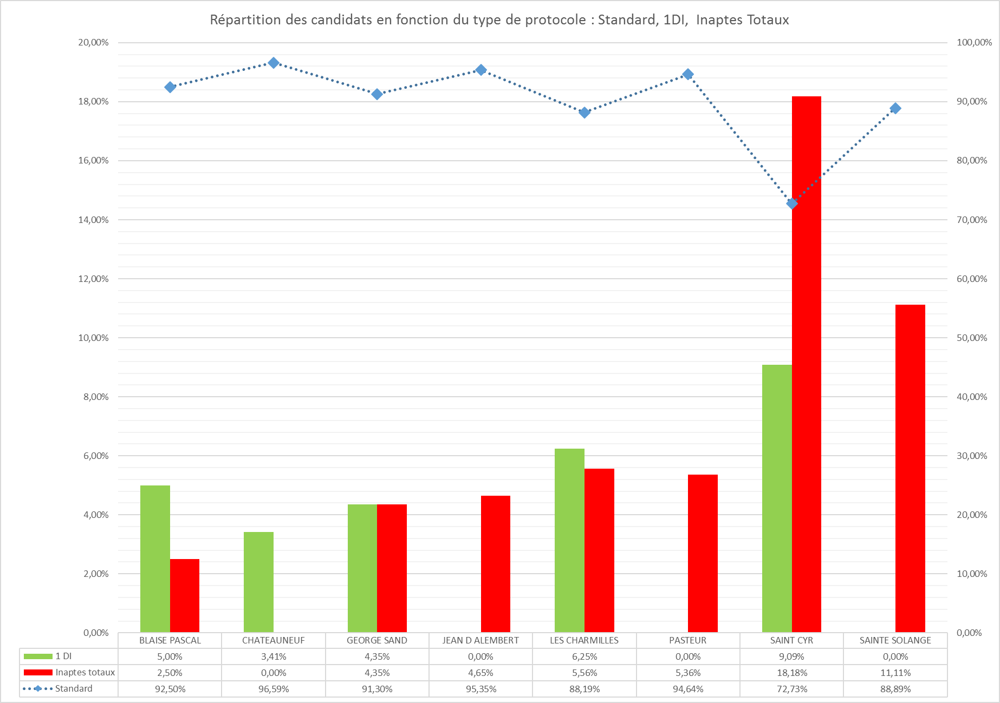 Répartition des candidats en fonction du type de protocole : Standard, 1DI, Inaptes Totaux
20,00% 100,00%
18,00% 90,00%
16,00% 80,00%
14,00% 70,00%
12,00% 60,00%
10,00% 50,00%
8,00% 40,00%
6,00% 30,00%
4,00% 20,00%
2,00% 10,00%
0,00% 0,00%
BLAISE PASCAL CHATEAUNEUF GEORGE SAND JEAN D ALEMBERT LES CHARMILLES PASTEUR SAINT CYR SAINTE SOLANGE
1 DI 5,00% 3,41% 4,35% 0,00% 6,25% 0,00% 9,09% 0,00%
Inaptes totaux 2,50% 0,00% 4,35% 4,65% 5,56% 5,36% 18,18% 11,11%
Standard 92,50% 96,59% 91,30% 95,35% 88,19% 94,64% 72,73% 88,89%